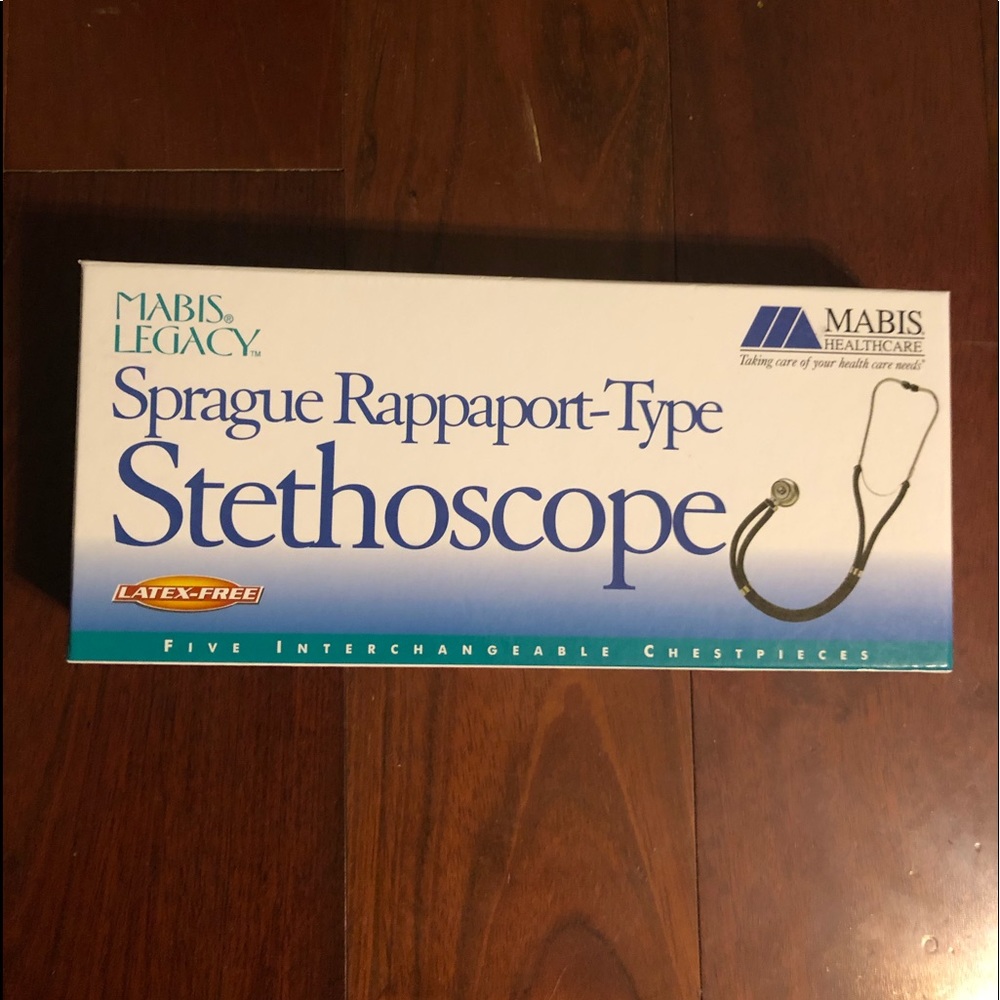 MABIS®
LEGACY™
MABIS
HEALTHCARE
Taking care of your health care needs
Sprague Rappaport-Type
Stethoscope
LATEX-FREE
FIVE INTERCHANGEABLE CHESTPIECES